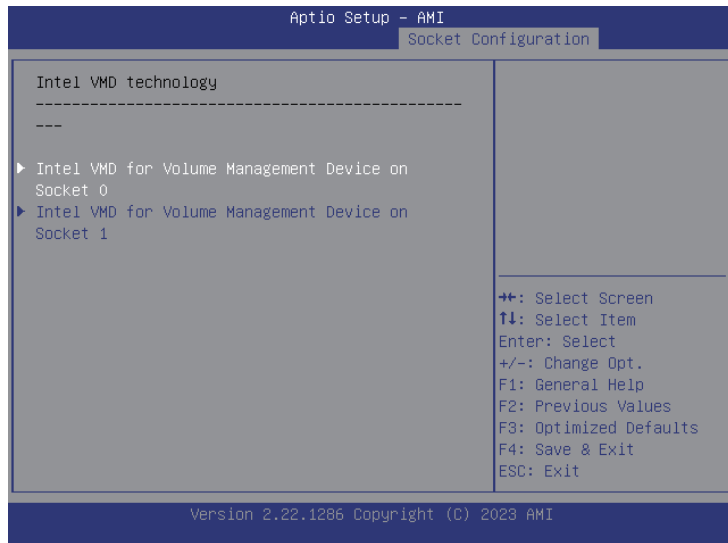 Aptio Setup – AMI
Socket Configuration
Intel VMD technology
-----------------------------------------------
---
▶ Intel VMD for Volume Management Device on
Socket 0
▶ Intel VMD for Volume Management Device on
Socket 1
→←: Select Screen
↑↓: Select Item
Enter: Select
+/-: Change Opt.
F1: General Help
F2: Previous Values
F3: Optimized Defaults
F4: Save & Exit
ESC: Exit
Version 2.22.1286 Copyright (C) 2023 AMI